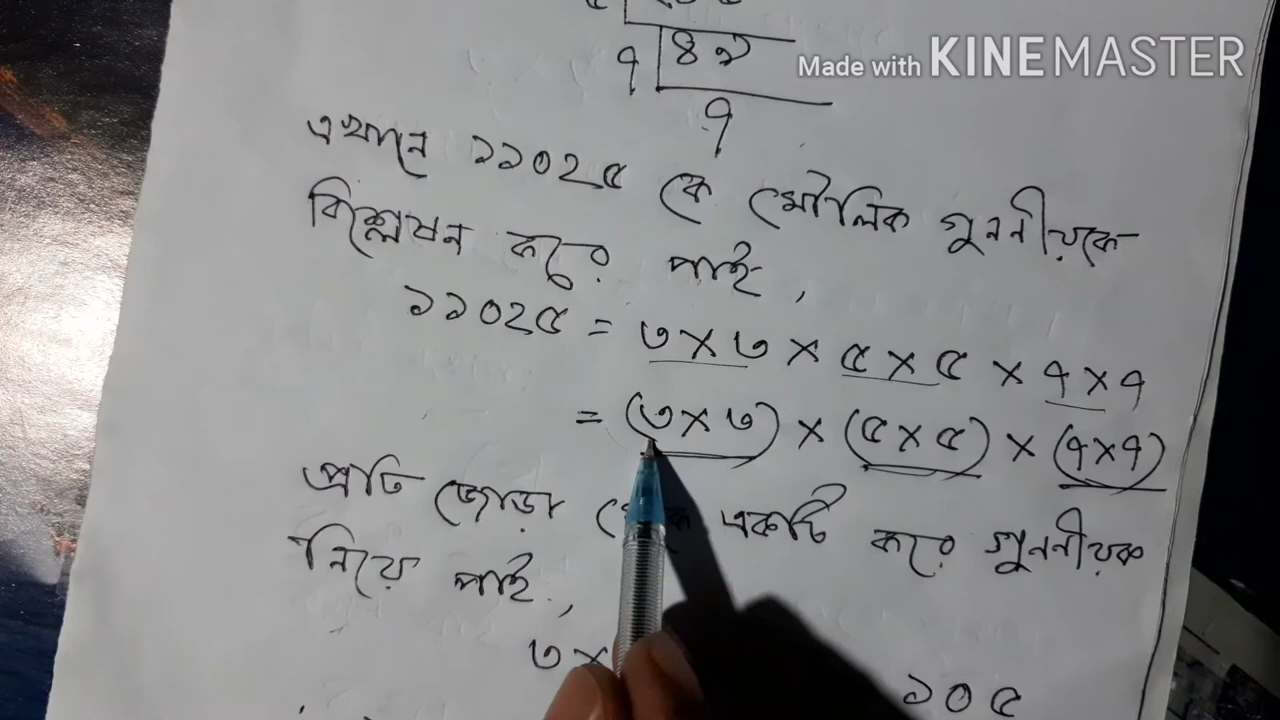 ৭ ৪৯
Made with KINEMASTER
৭
এখানে ১১০২৫ কে মৌলিক গুননীয়কে
বিশ্লেষন করে পাই,
১১০২৫ = ৩ × ৩ × ৫ × ৫ × ৭ × ৭
= (৩ × ৩) × (৫ × ৫) × (৭ × ৭)
প্রতি জোড়া একটি করে গুননীয়ক
নিয়ে পাই,
৩ × ১০৫